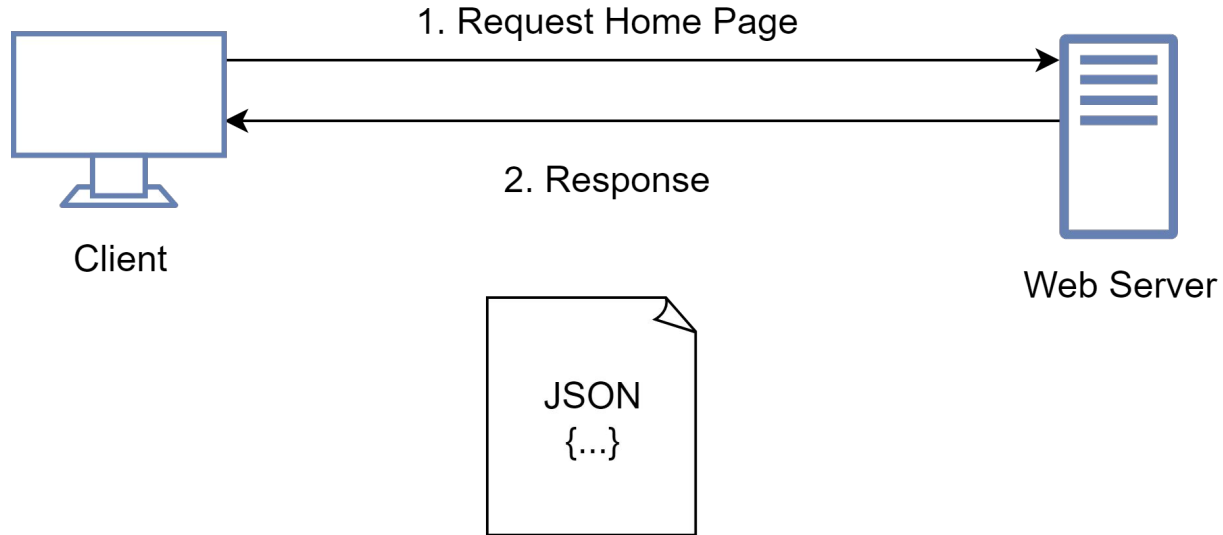 1. Request Home Page
2. Response
Client
Web Server
JSON
{...}